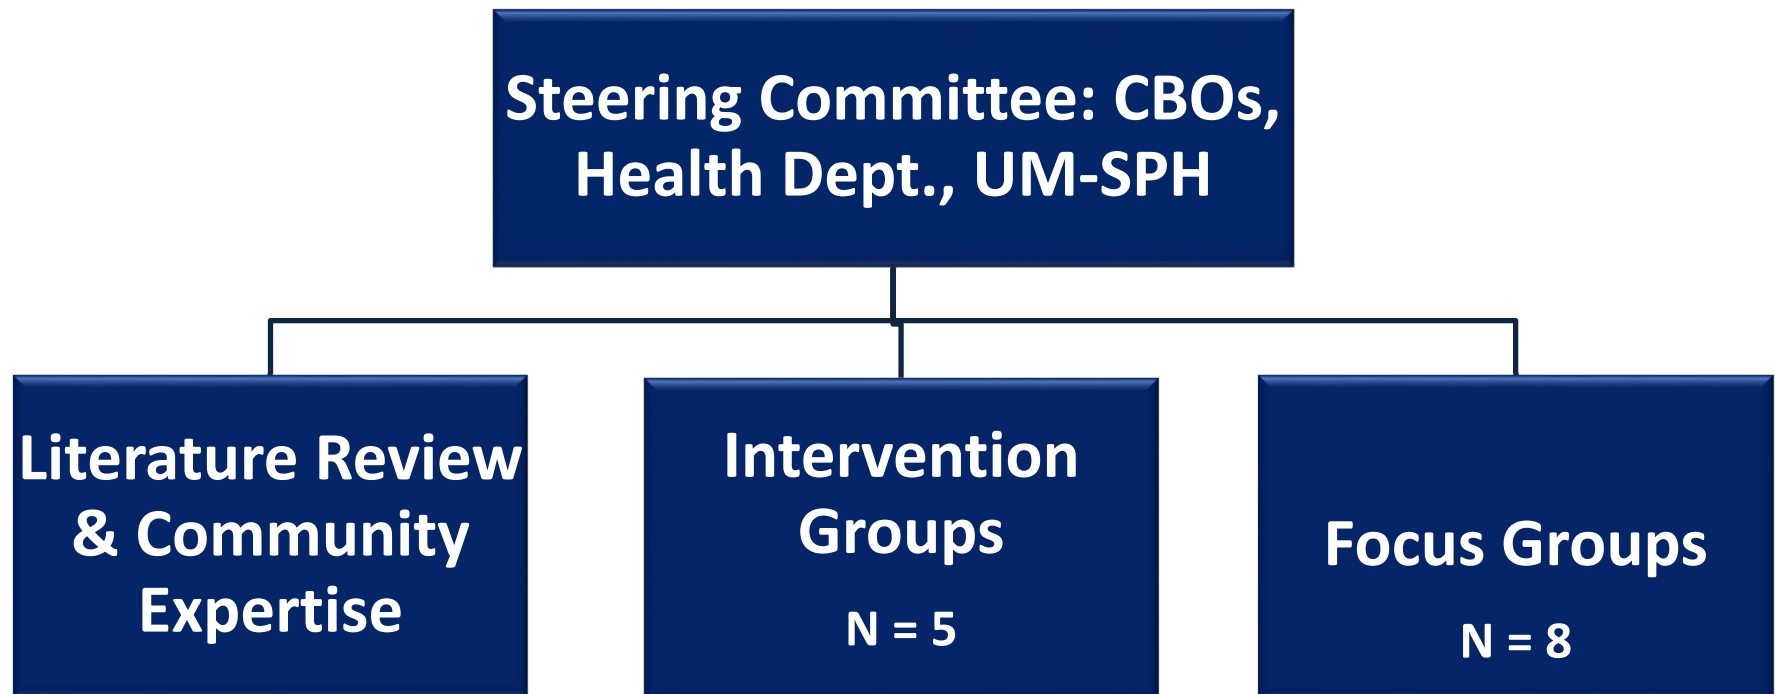 Steering Committee: CBOs,
Health Dept., UM-SPH
Literature Review
& Community
Expertise
Intervention
Groups
N = 5
Focus Groups
N = 8